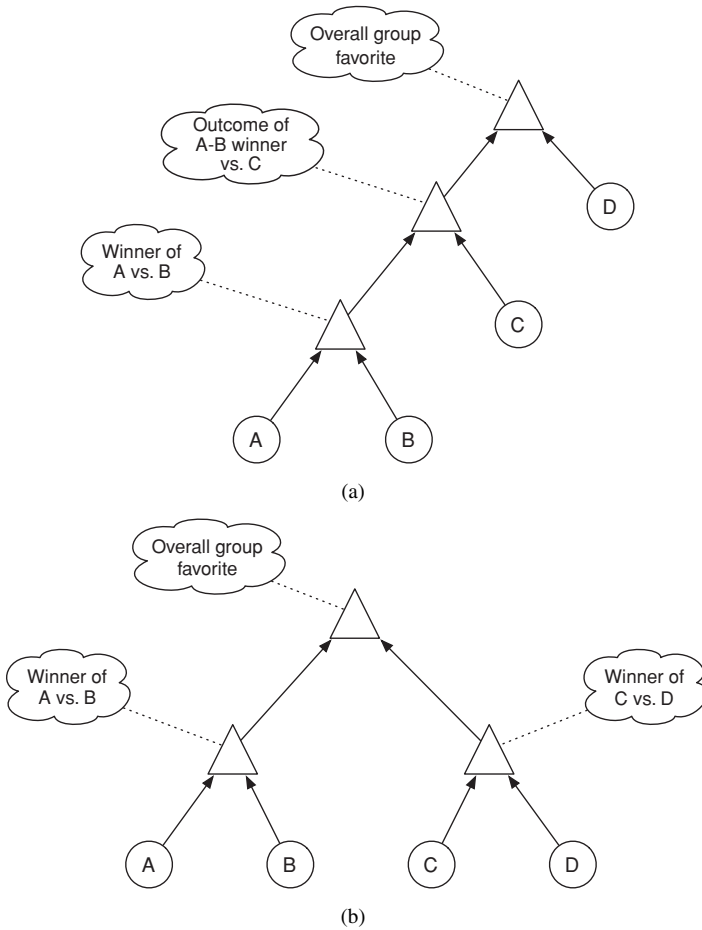 Overall group
favorite
Outcome of
A-B winner
vs. C
D
Winner of
A vs. B
C
A
B
(a)
Overall group
favorite
Winner of
A vs. B
Winner of
C vs. D
A
B
C
D
(b)